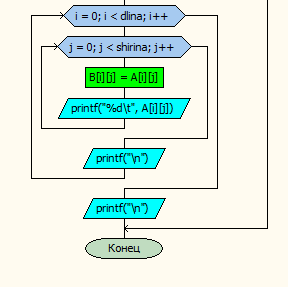 i = 0; i < dlina; i++
j = 0; j < shirina; j++
B[i][j] = A[i][j]
printf("%d\t", A[i][j])
printf("\n")
printf("\n")
Конец